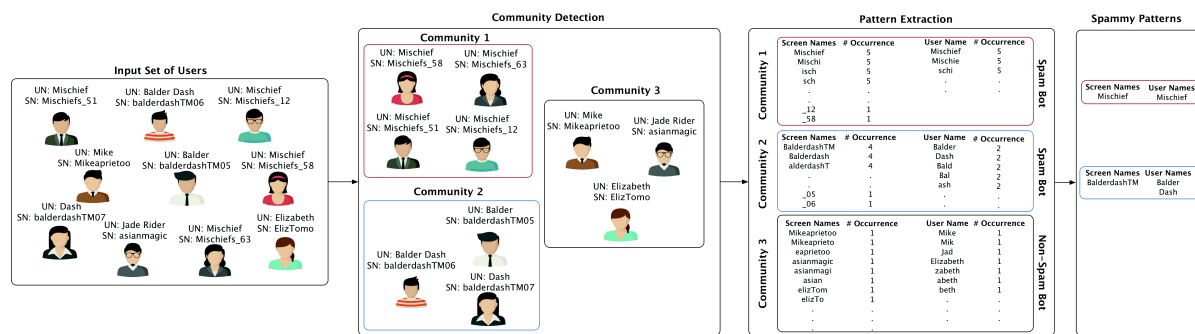 Input Set of Users
UN: Mischief
SN: Mischiefs_51
UN: Balder Dash
SN: balderdashTM06
UN: Mischief
SN: Mischiefs_12
UN: Mike
SN: Mikeaprietoo
UN: Balder
SN: balderdashTM05
UN: Mischief
SN: Mischiefs_58
UN: Dash
SN: balderdashTM07
UN: Jade Rider
SN: asianmagic
UN: Mischief
SN: Mischiefs_63
UN: Elizabeth
SN: ElizTomo
Community Detection
Community 1
UN: Mischief
SN: Mischiefs_58
UN: Mischief
SN: Mischiefs_63
UN: Mischief
SN: Mischiefs_51
UN: Mischief
SN: Mischiefs_12
Community 2
UN: Balder
SN: balderdashTM05
UN: Balder Dash
SN: balderdashTM06
UN: Dash
SN: balderdashTM07
Community 3
UN: Mike
SN: Mikeaprietoo
UN: Jade Rider
SN: asianmagic
UN: Elizabeth
SN: ElizTomo
Pattern Extraction
Community 1
Screen Names # Occurrence User Name # Occurrence
Mischief 5 Mischief 5
Mischi 5 Mischie 5
isch 5 schi 5
sch 5 . .
. . . .
. .
_12 1
_58 1
Spam Bot
Community 2
Screen Names # Occurrence User Name # Occurrence
BalderdashTM 4 Balder 2
Balderdash 4 Dash 2
alderdashT 4 Bald 2
. . Bal 2
. . ash 2
_05 1 . .
_06 1 . .
Spam Bot
Community 3
Screen Names # Occurrence User Name # Occurrence
Mikeaprietoo 1 Mike 1
Mikeaprieto 1 Mik 1
eaprietoo 1 Jad 1
asianmagic 1 Elizabeth 1
asianmagi 1 zabeth 1
asian 1 abeth 1
elizTom 1 beth 1
elizTo 1 . .
. . . .
. . . .
Non-Spam Bot
Spammy Patterns
Screen Names User Names
Mischief Mischief
Screen Names User Names
BalderdashTM Balder
Dash